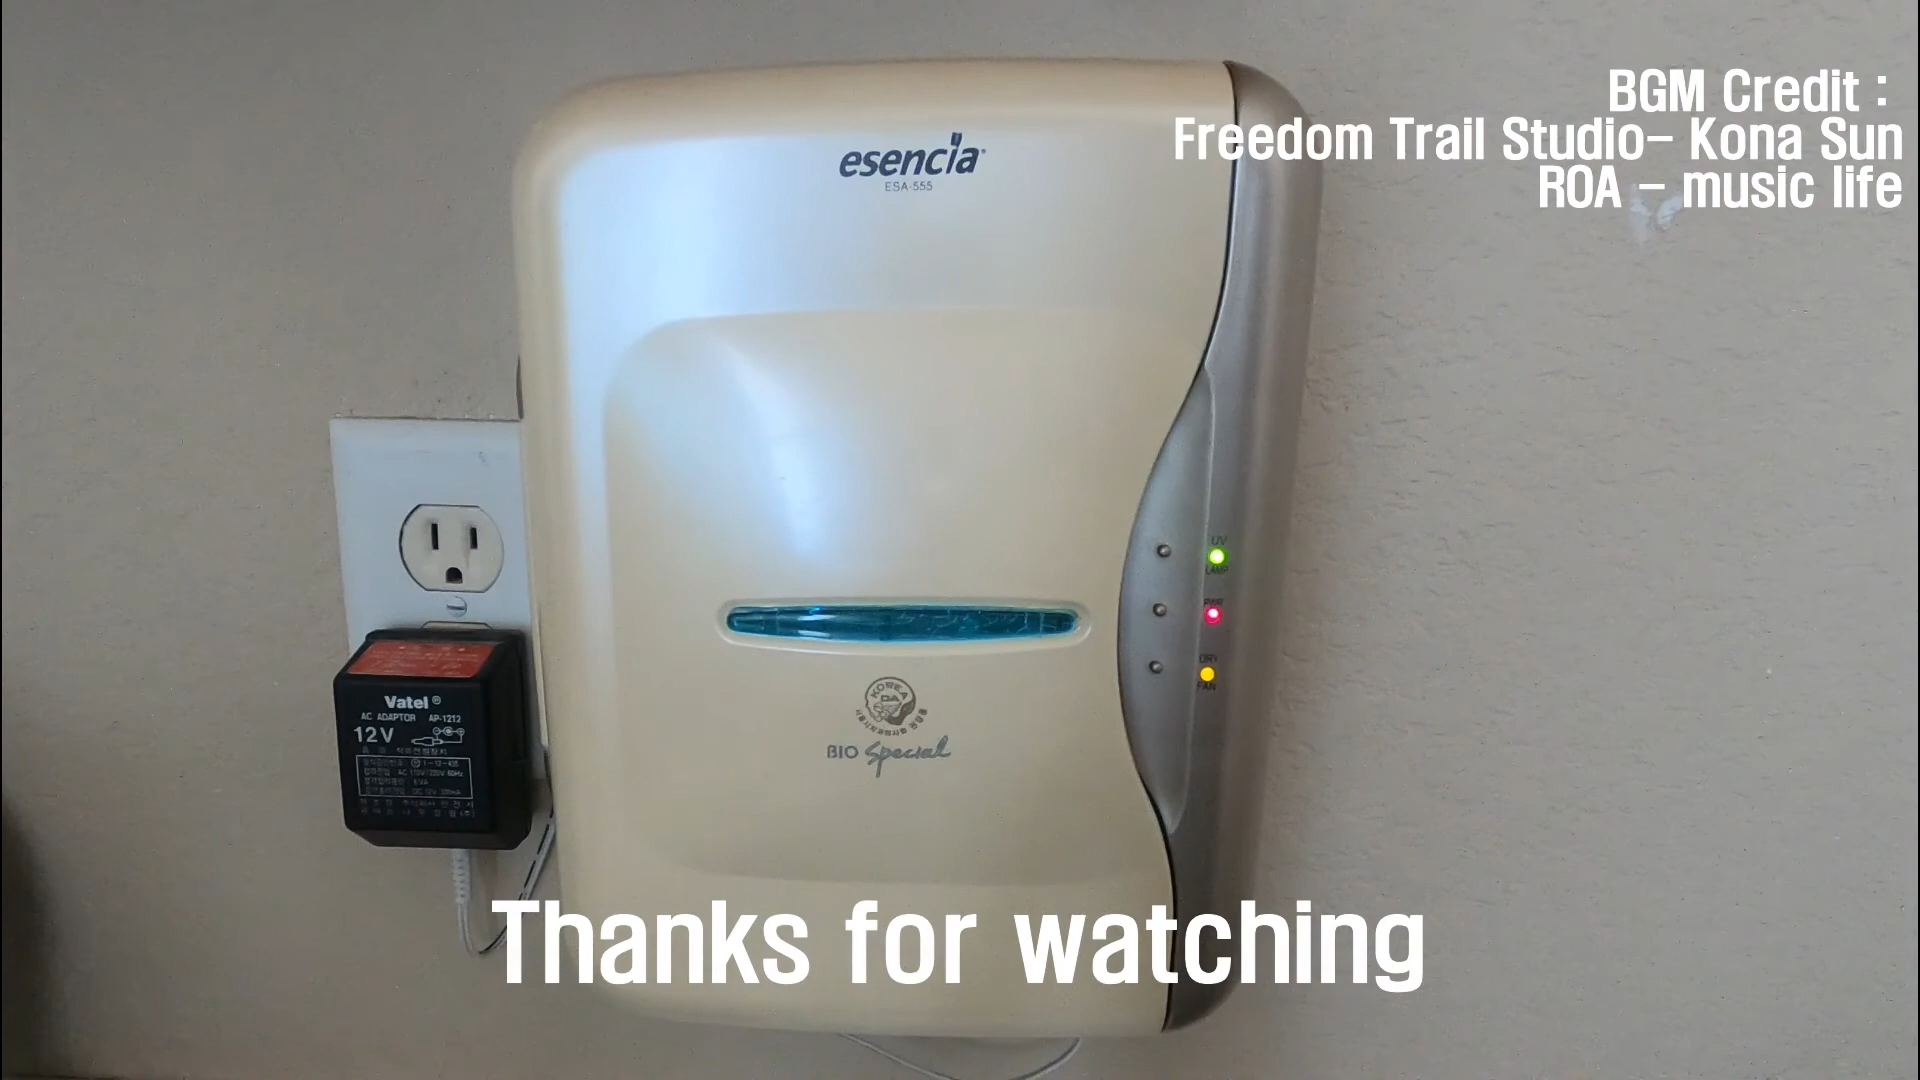 BGM Credit :
Freedom Trail Studio- Kona Sun
ROA - music life
esencia
ESA-555
UV
LAMP
DRY
FAN
KOREA
BIO Special
Vatel ®
AC ADAPTOR AP-1212
12V
Thanks for watching